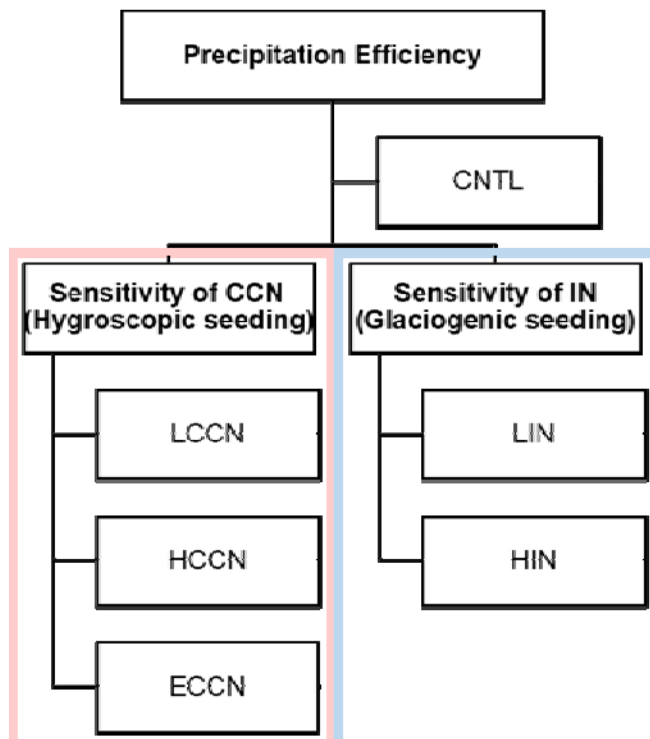 Precipitation Efficiency
CNTL
Sensitivity of CCN
(Hygroscopic seeding)
Sensitivity of IN
(Glaciogenic seeding)
LCCN
LIN
HCCN
HIN
ECCN